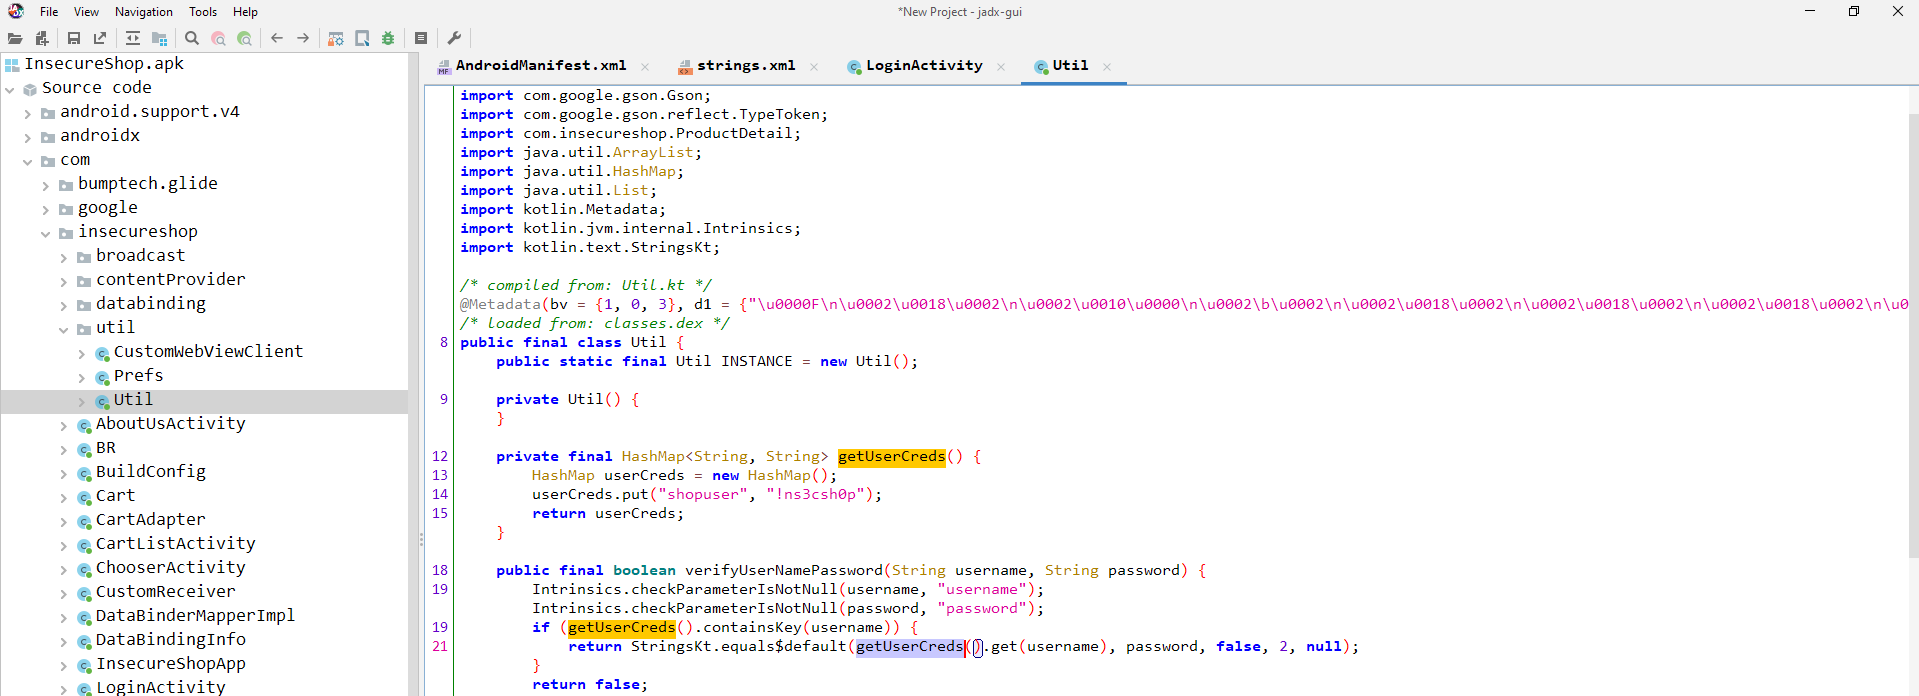 File View Navigation Tools Help
*New Project - jadx-gui
InsecureShop.apk
Source code
android.support.v4
androidx
com
bumptech.glide
google
insecureshop
broadcast
contentProvider
databinding
util
CustomWebViewClient
Prefs
Util
AboutUsActivity
BR
BuildConfig
Cart
CartAdapter
CartListActivity
ChooserActivity
CustomReceiver
DataBinderMapperImpl
DataBindingInfo
InsecureShopApp
LoginActivity
AndroidManifest.xml strings.xml LoginActivity Util
import com.google.gson.Gson;
import com.google.gson.reflect.TypeToken;
import com.insecureshop.ProductDetail;
import java.util.ArrayList;
import java.util.HashMap;
import java.util.List;
import kotlin.Metadata;
import kotlin.jvm.internal.Intrinsics;
import kotlin.text.StringsKt;
/* compiled from: Util.kt */
@Metadata(bv = {1, 0, 3}, d1 = {"\u0000F\n\u0002\u0018\u0002\n\u0002\u0010\u0000\n\u0002\b\u0002\n\u0002\u0018\u0002\n\u0002\u0018\u0002\n\u0002\u0018\u0002\n\u0
/* loaded from: classes.dex */
8 public final class Util {
public static final Util INSTANCE = new Util();
9 private Util() {
}
12 private final HashMap<String, String> getUserCreds() {
13 HashMap userCreds = new HashMap();
14 userCreds.put("shopuser", "!ns3csh0p");
15 return userCreds;
}
18 public final boolean verifyUserNamePassword(String username, String password) {
19 Intrinsics.checkParameterIsNotNull(username, "username");
Intrinsics.checkParameterIsNotNull(password, "password");
19 if (getUserCreds().containsKey(username)) {
21 return StringsKt.equals$default(getUserCreds().get(username), password, false, 2, null);
}
return false;